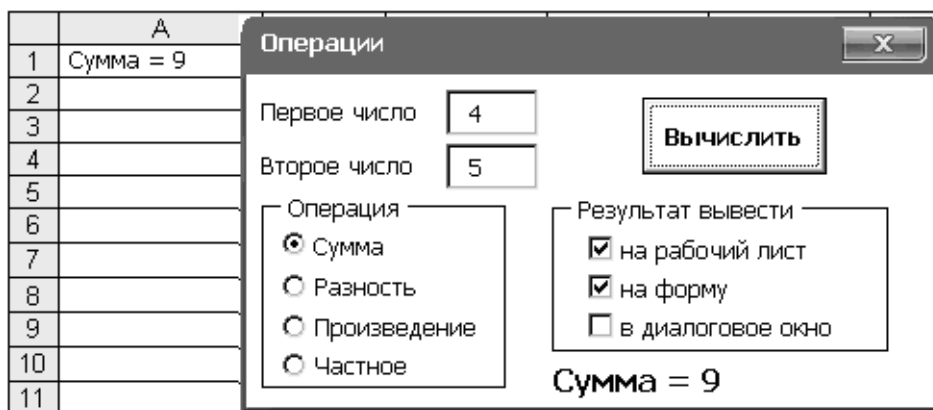 A
1 Сумма = 9
2
3
4
5
6
7
8
9
10
11
Операции
x
Первое число 4
Второе число 5
Вычислить
Операция
Сумма
Разность
Произведение
Частное
Результат вывести
на рабочий лист
на форму
в диалоговое окно
Сумма = 9